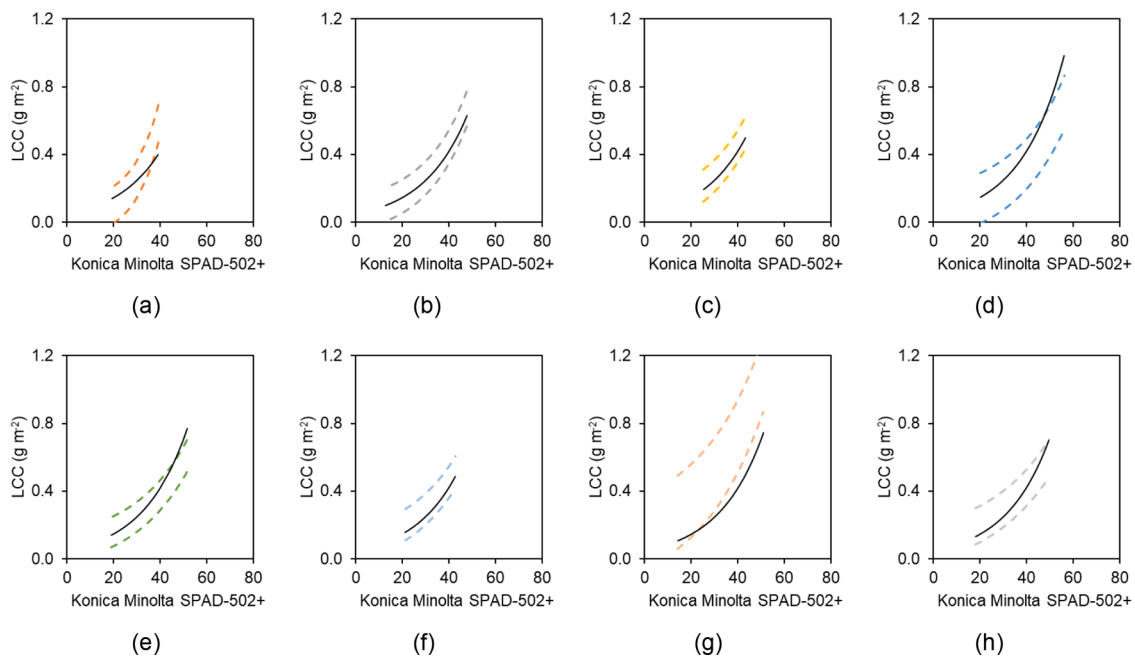 1.2 1.2 1.2 1.2
LCC (g m⁻²) LCC (g m⁻²) LCC (g m⁻²) LCC (g m⁻²)
0.8 0.8 0.8 0.8
0.4 0.4 0.4 0.4
0.0 0.0 0.0 0.0
0 20 40 60 80 0 20 40 60 80 0 20 40 60 80 0 20 40 60 80
Konica Minolta SPAD-502+ Konica Minolta SPAD-502+ Konica Minolta SPAD-502+ Konica Minolta SPAD-502+
(a) (b) (c) (d)
1.2 1.2 1.2 1.2
LCC (g m⁻²) LCC (g m⁻²) LCC (g m⁻²) LCC (g m⁻²)
0.8 0.8 0.8 0.8
0.4 0.4 0.4 0.4
0.0 0.0 0.0 0.0
0 20 40 60 80 0 20 40 60 80 0 20 40 60 80 0 20 40 60 80
Konica Minolta SPAD-502+ Konica Minolta SPAD-502+ Konica Minolta SPAD-502+ Konica Minolta SPAD-502+
(e) (f) (g) (h)